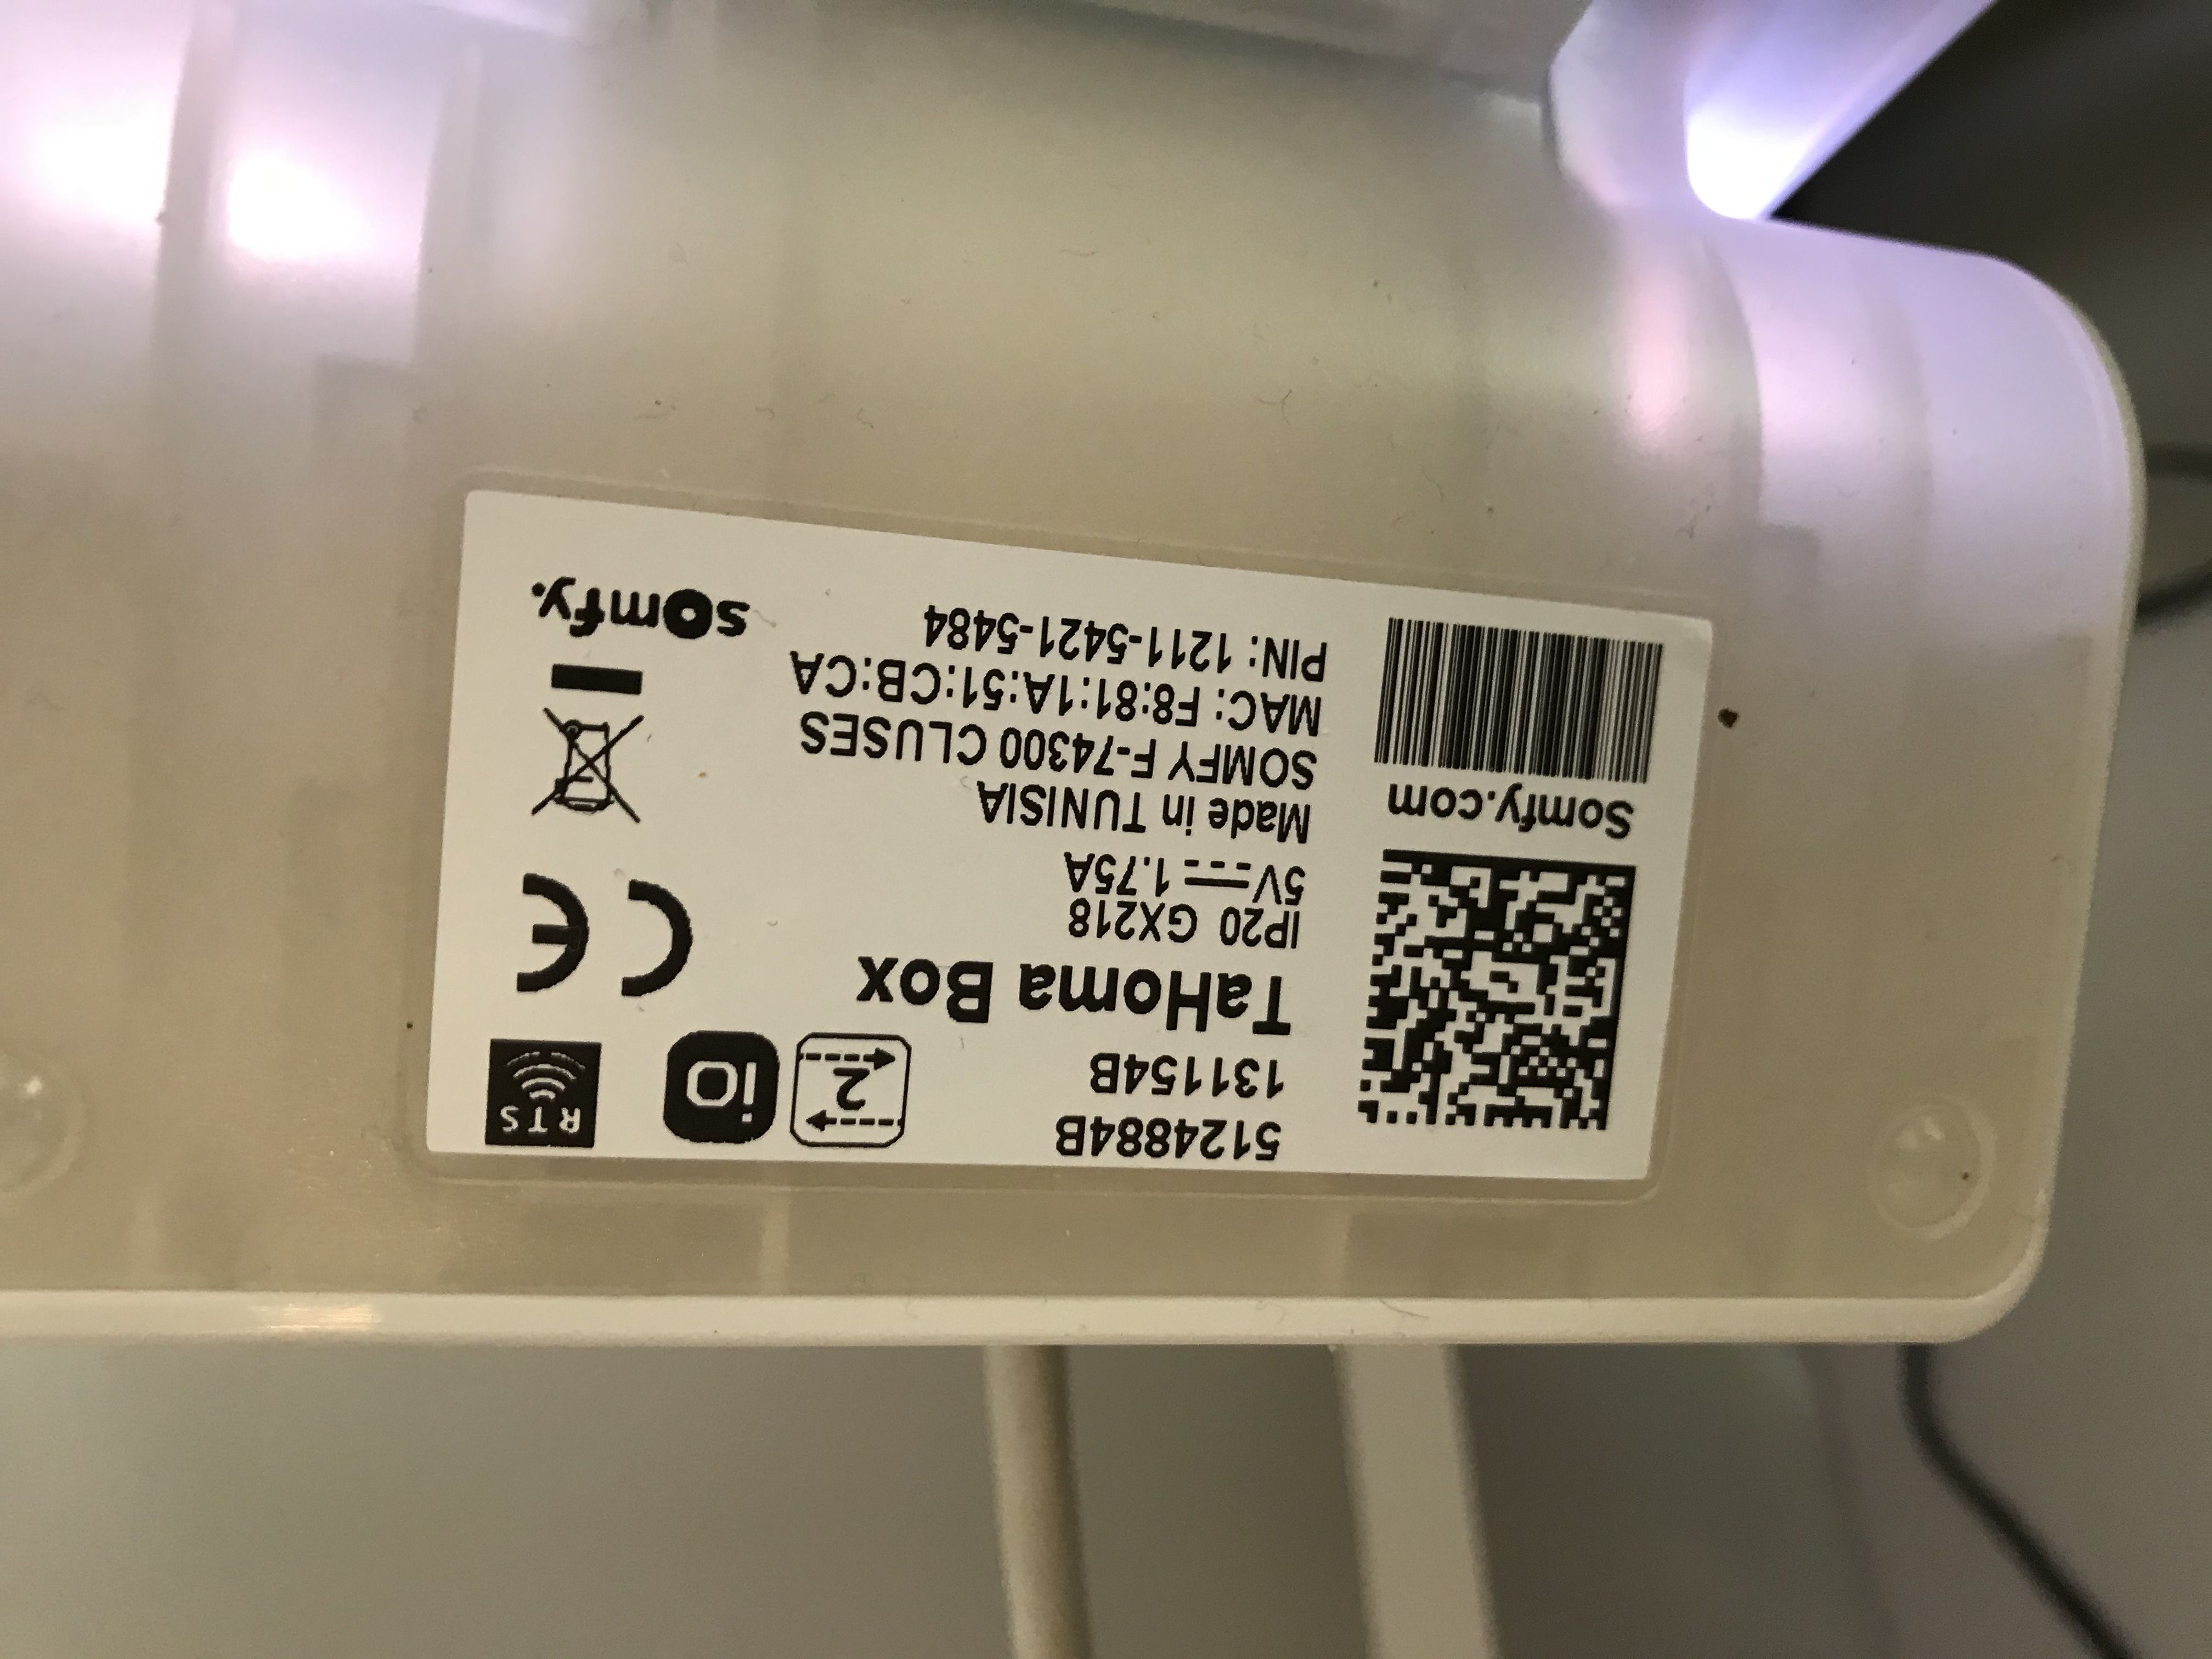 5124884B
131154B
TaHoma Box
IP20 GX218
5V 1.75A
Made in TUNISIA
SOMFY F-74300 CLUSES
MAC: F8:81:1A:51:CB:CA
PIN: 1211-5421-5484
Somfy.com
2
io
RTS
CE
somfy.